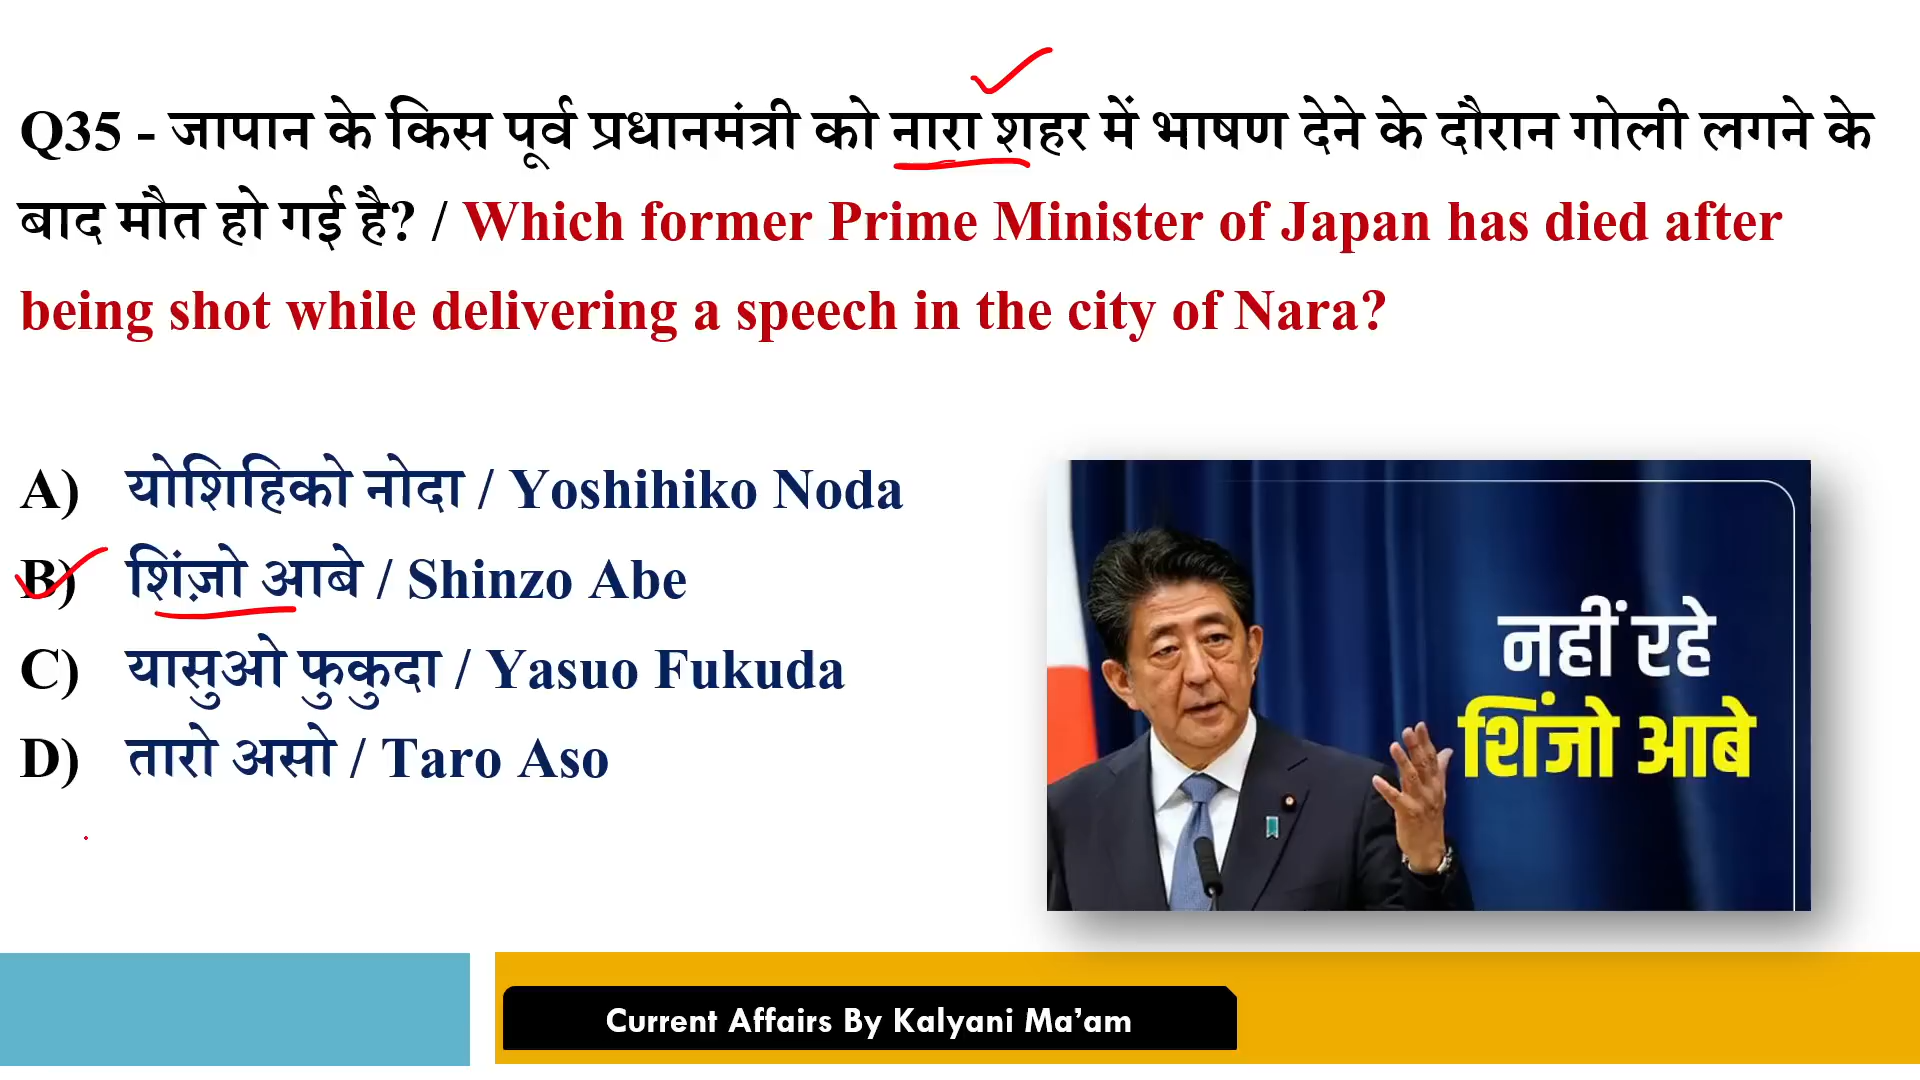 Q35 - जापान के किस पूर्व प्रधानमंत्री को नारा शहर में भाषण देने के दौरान गोली लगने के
बाद मौत हो गई है? / Which former Prime Minister of Japan has died after
being shot while delivering a speech in the city of Nara?
A) योशिहिको नोदा / Yoshihiko Noda
B) शिंज़ो आबे / Shinzo Abe
C) यासुओ फुकुदा / Yasuo Fukuda
D) तारो असो / Taro Aso
नहीं रहे
शिंजो आबे
Current Affairs By Kalyani Ma’am